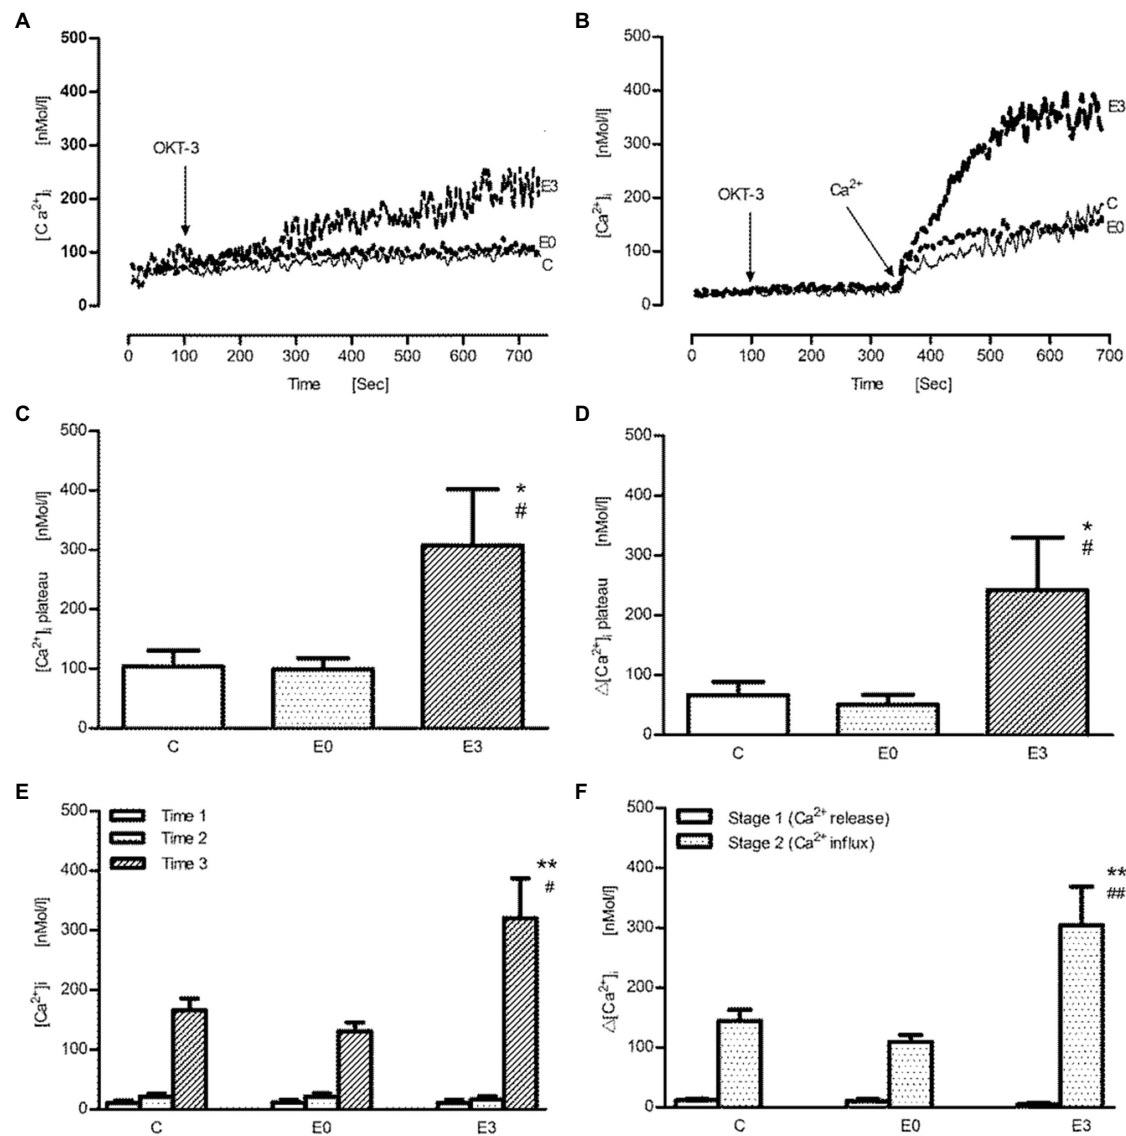 A
500
400
300
200
100
0
[Ca²⁺]ᵢ [nMol/l]
OKT-3
E3
E0
C
0 100 200 300 400 500 600 700
Time [Sec]
B
500
400
300
200
100
0
[Ca²⁺]ᵢ [nMol/l]
OKT-3
Ca²⁺
E3
C
E0
0 100 200 300 400 500 600 700
Time [Sec]
C
500
400
300
200
100
0
[Ca²⁺]ᵢ plateau [nMol/l]
*
#
C E0 E3
D
500
400
300
200
100
0
△[Ca²⁺]ᵢ plateau [nMol/l]
*
#
C E0 E3
E
500
400
300
200
100
0
[Ca²⁺]i [nMol/l]
Time 1
Time 2
Time 3
**
#
C E0 E3
F
500
400
300
200
100
0
△[Ca²⁺]ᵢ [nMol/l]
Stage 1 (Ca²⁺ release)
Stage 2 (Ca²⁺ influx)
**
##
C E0 E3